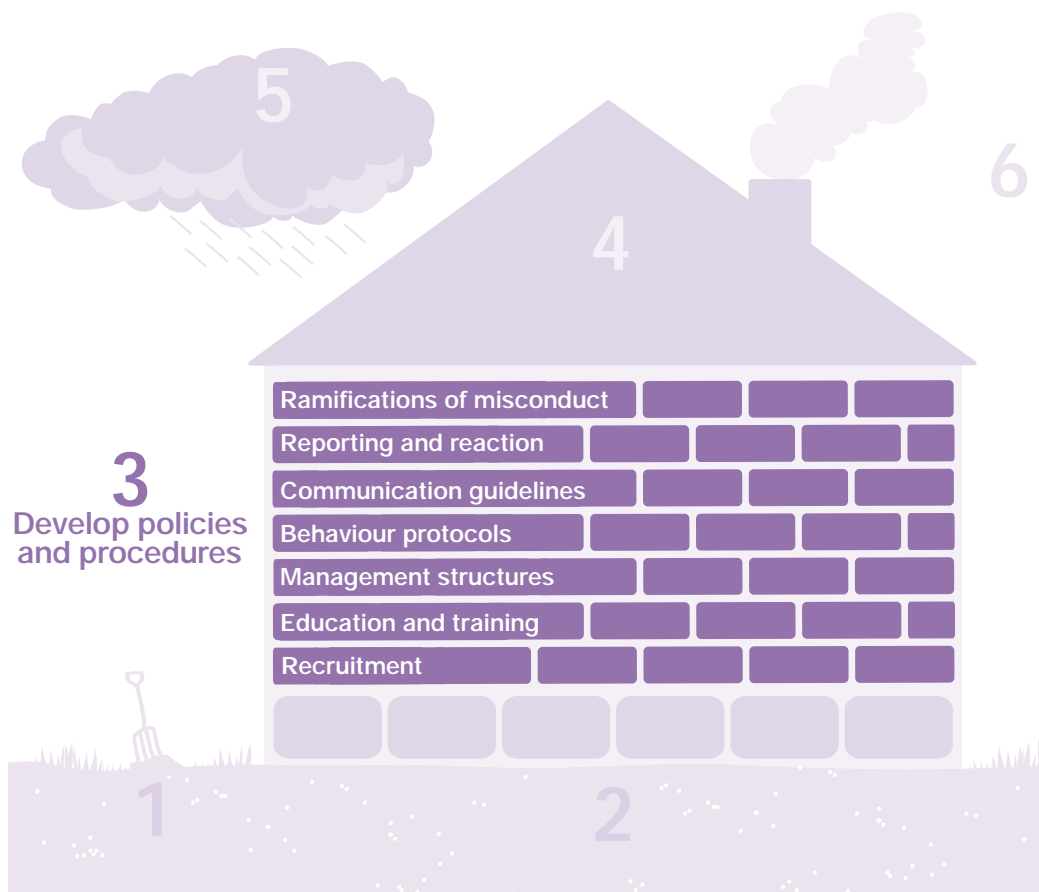 5
6
4
Ramifications of misconduct
Reporting and reaction
3
Develop policies
and procedures
Communication guidelines
Behaviour protocols
Management structures
Education and training
Recruitment
1
2